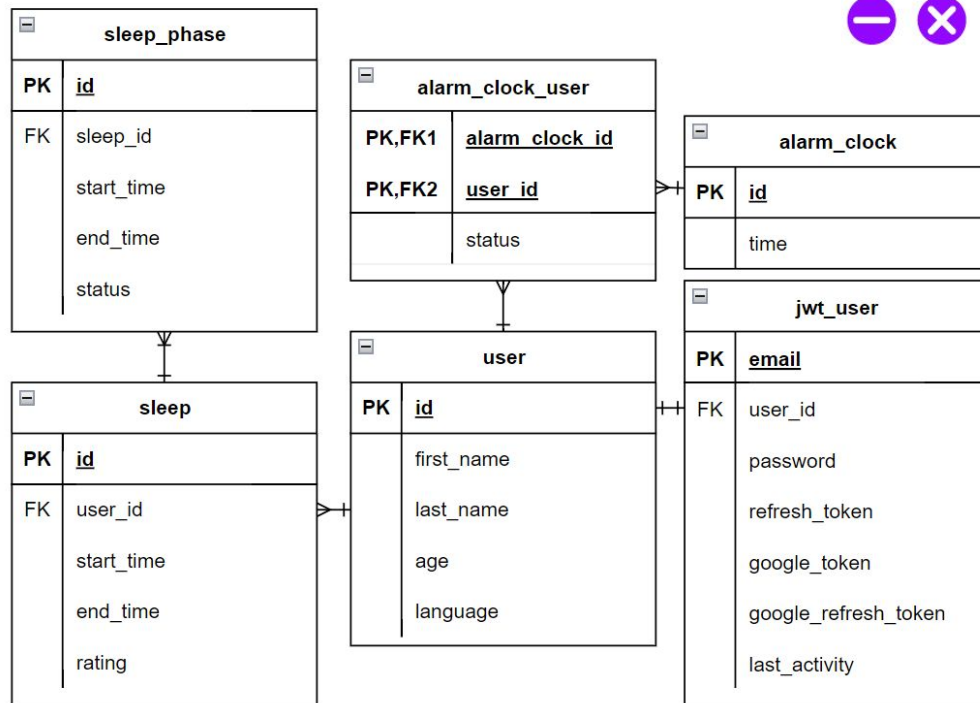 sleep_phase
PK id
FK sleep_id
start_time
end_time
status
alarm_clock_user
PK,FK1 alarm_clock_id
PK,FK2 user_id
status
alarm_clock
PK id
time
sleep
PK id
FK user_id
start_time
end_time
rating
user
PK id
first_name
last_name
age
language
jwt_user
PK email
FK user_id
password
refresh_token
google_token
google_refresh_token
last_activity